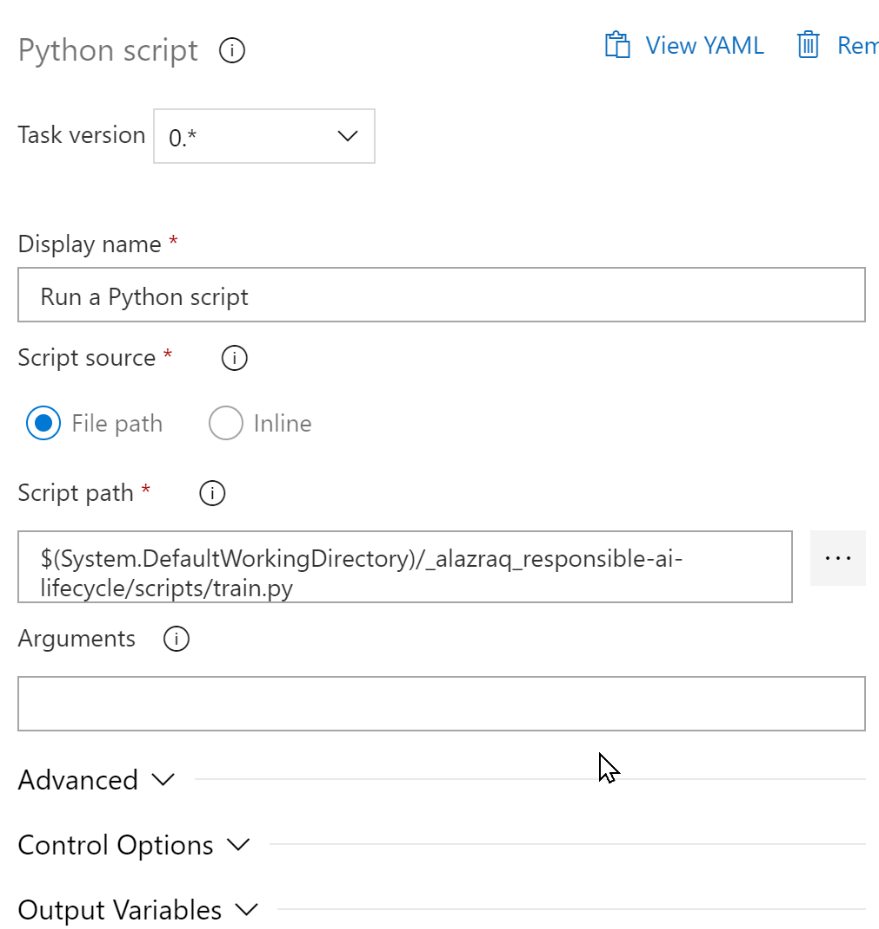 Python script
View YAML
Rem
Task version
0.*
Display name *
Run a Python script
Script source *
File path
Inline
Script path *
$(System.DefaultWorkingDirectory)/_alazraq_responsible-ai-
lifecycle/scripts/train.py
...
Arguments
Advanced
Control Options
Output Variables